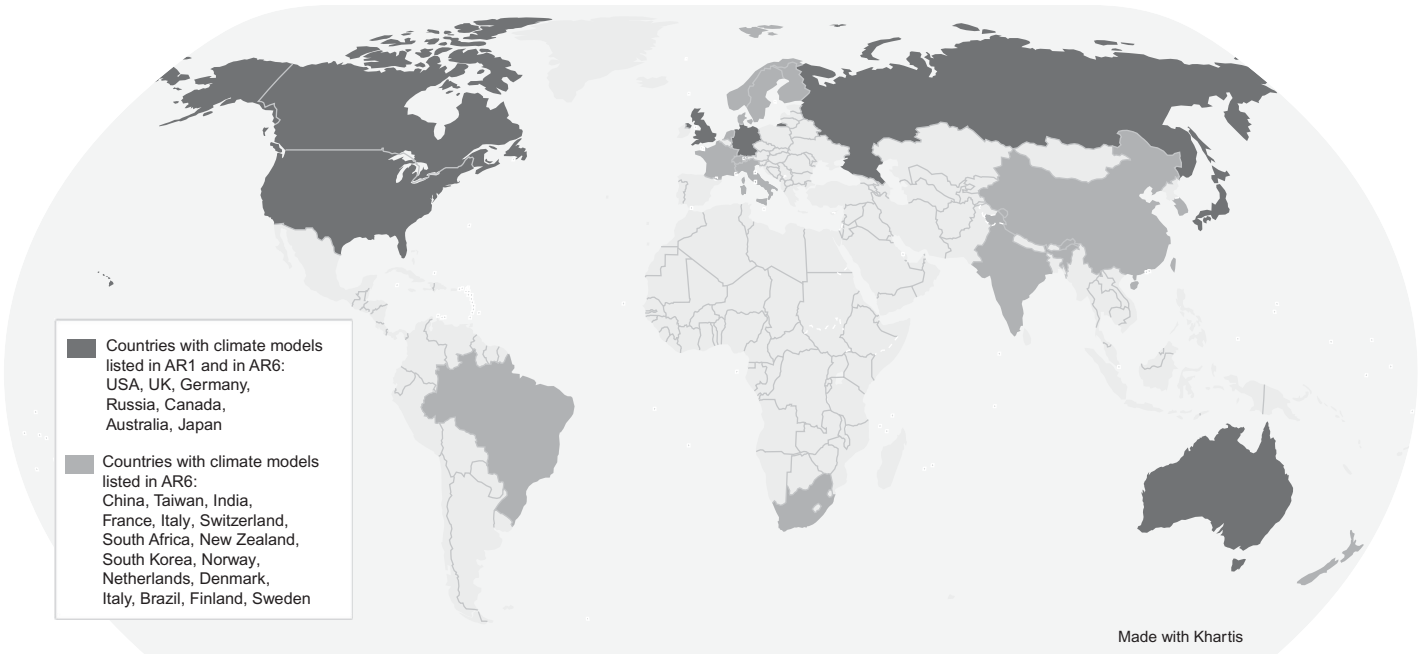 Countries with climate models
listed in AR1 and in AR6:
USA, UK, Germany,
Russia, Canada,
Australia, Japan
Countries with climate models
listed in AR6:
China, Taiwan, India,
France, Italy, Switzerland,
South Africa, New Zealand,
South Korea, Norway,
Netherlands, Denmark,
Italy, Brazil, Finland, Sweden
Made with Khartis